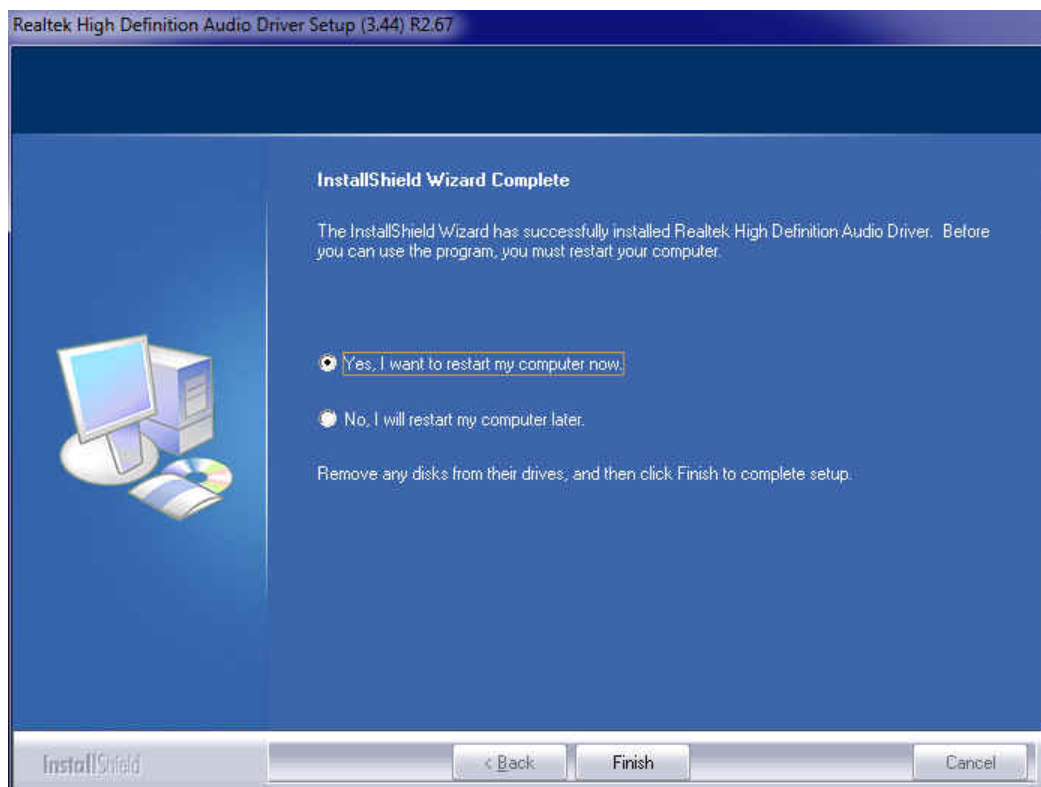 Realtek High Definition Audio Driver Setup (3.44) R2.67
InstallShield Wizard Complete
The InstallShield Wizard has successfully installed Realtek High Definition Audio Driver. Before
you can use the program, you must restart your computer.
Yes, I want to restart my computer now.
No, I will restart my computer later.
Remove any disks from their drives, and then click Finish to complete setup.
InstallShield
< Back
Finish
Cancel